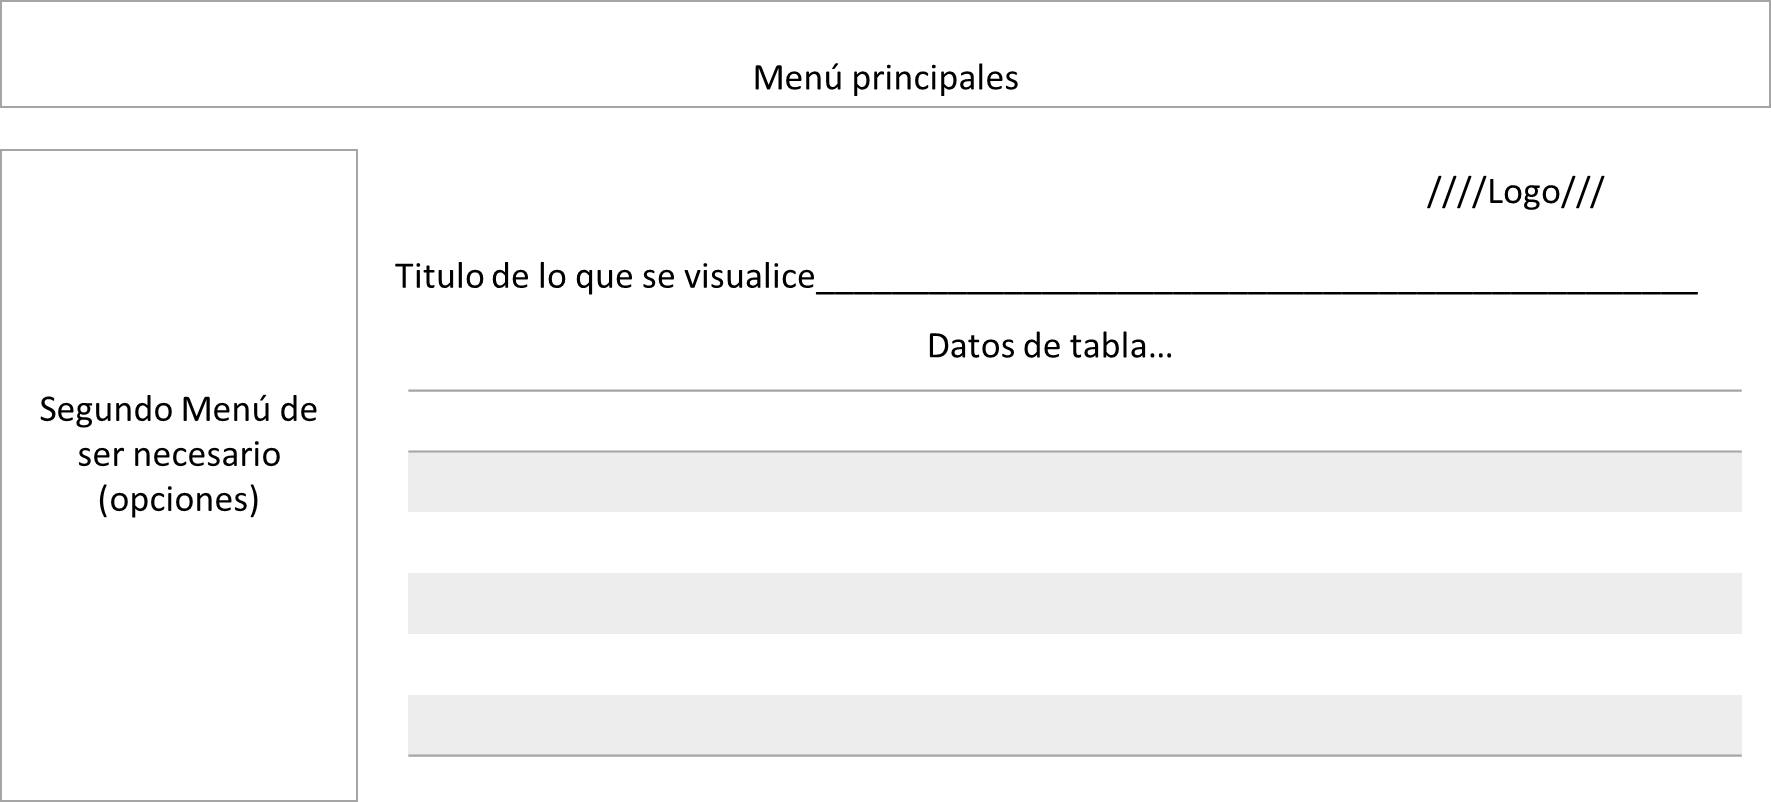 Menú principales
////Logo///
Titulo de lo que se visualice_______________________________________________
Datos de tabla...
Segundo Menú de
ser necesario
(opciones)